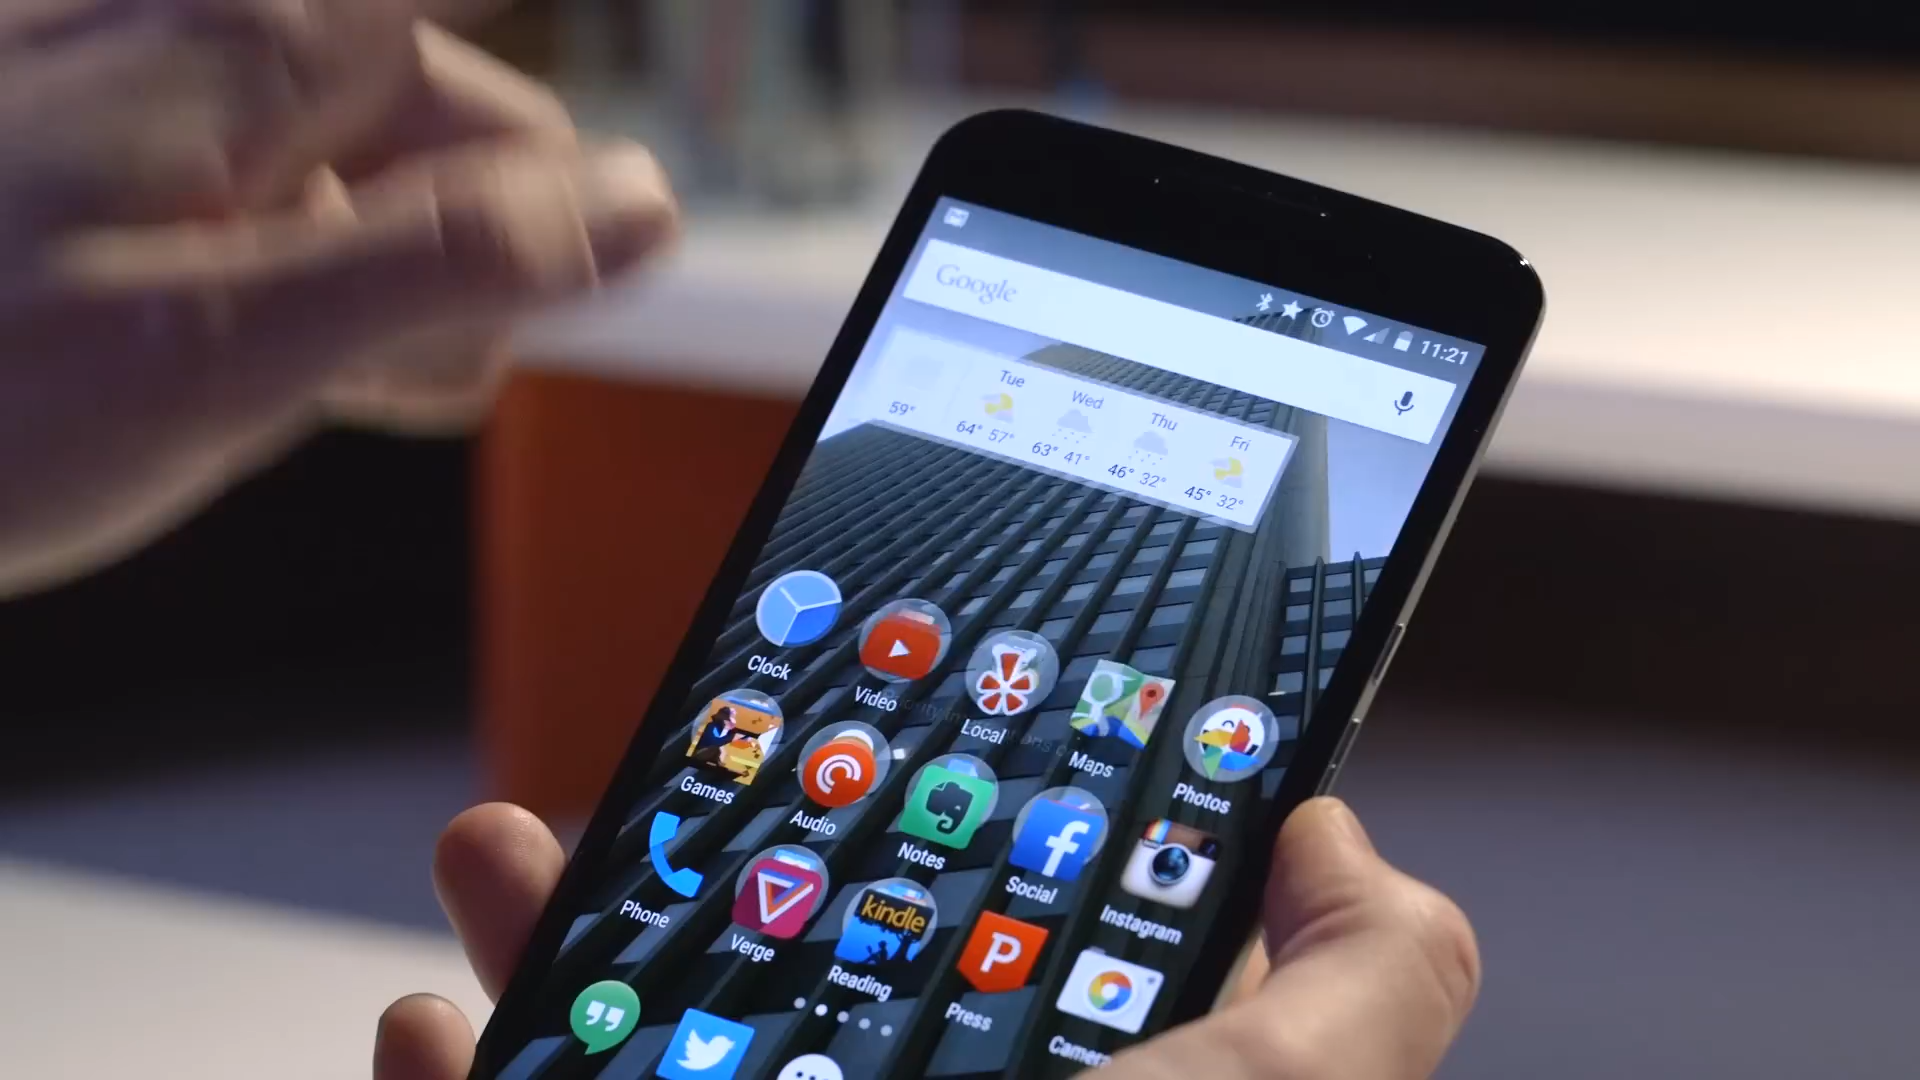 11:21
Google
Tue Wed Thu Fri
59° 64° 57° 63° 41° 46° 32° 45° 32°
Clock Video Local Maps Photos
Games Audio Notes Social Instagram
kindle
Phone Verge Reading Press Camera